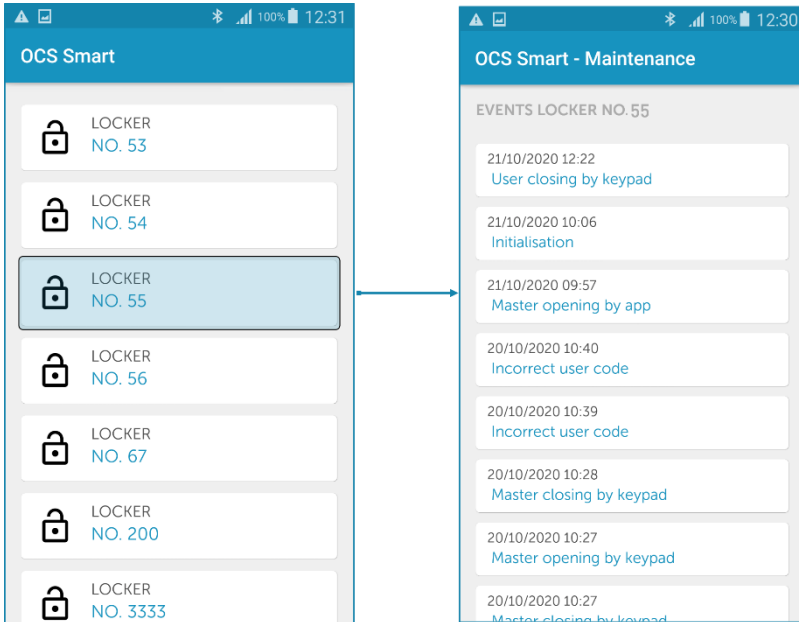 100% 12:31
OCS Smart
LOCKER
NO. 53
LOCKER
NO. 54
LOCKER
NO. 55
LOCKER
NO. 56
LOCKER
NO. 67
LOCKER
NO. 200
LOCKER
NO. 3333
100% 12:30
OCS Smart - Maintenance
EVENTS LOCKER NO. 55
21/10/2020 12:22
User closing by keypad
21/10/2020 10:06
Initialisation
21/10/2020 09:57
Master opening by app
20/10/2020 10:40
Incorrect user code
20/10/2020 10:39
Incorrect user code
20/10/2020 10:28
Master closing by keypad
20/10/2020 10:27
Master opening by keypad
20/10/2020 10:27
Master closing by keypad